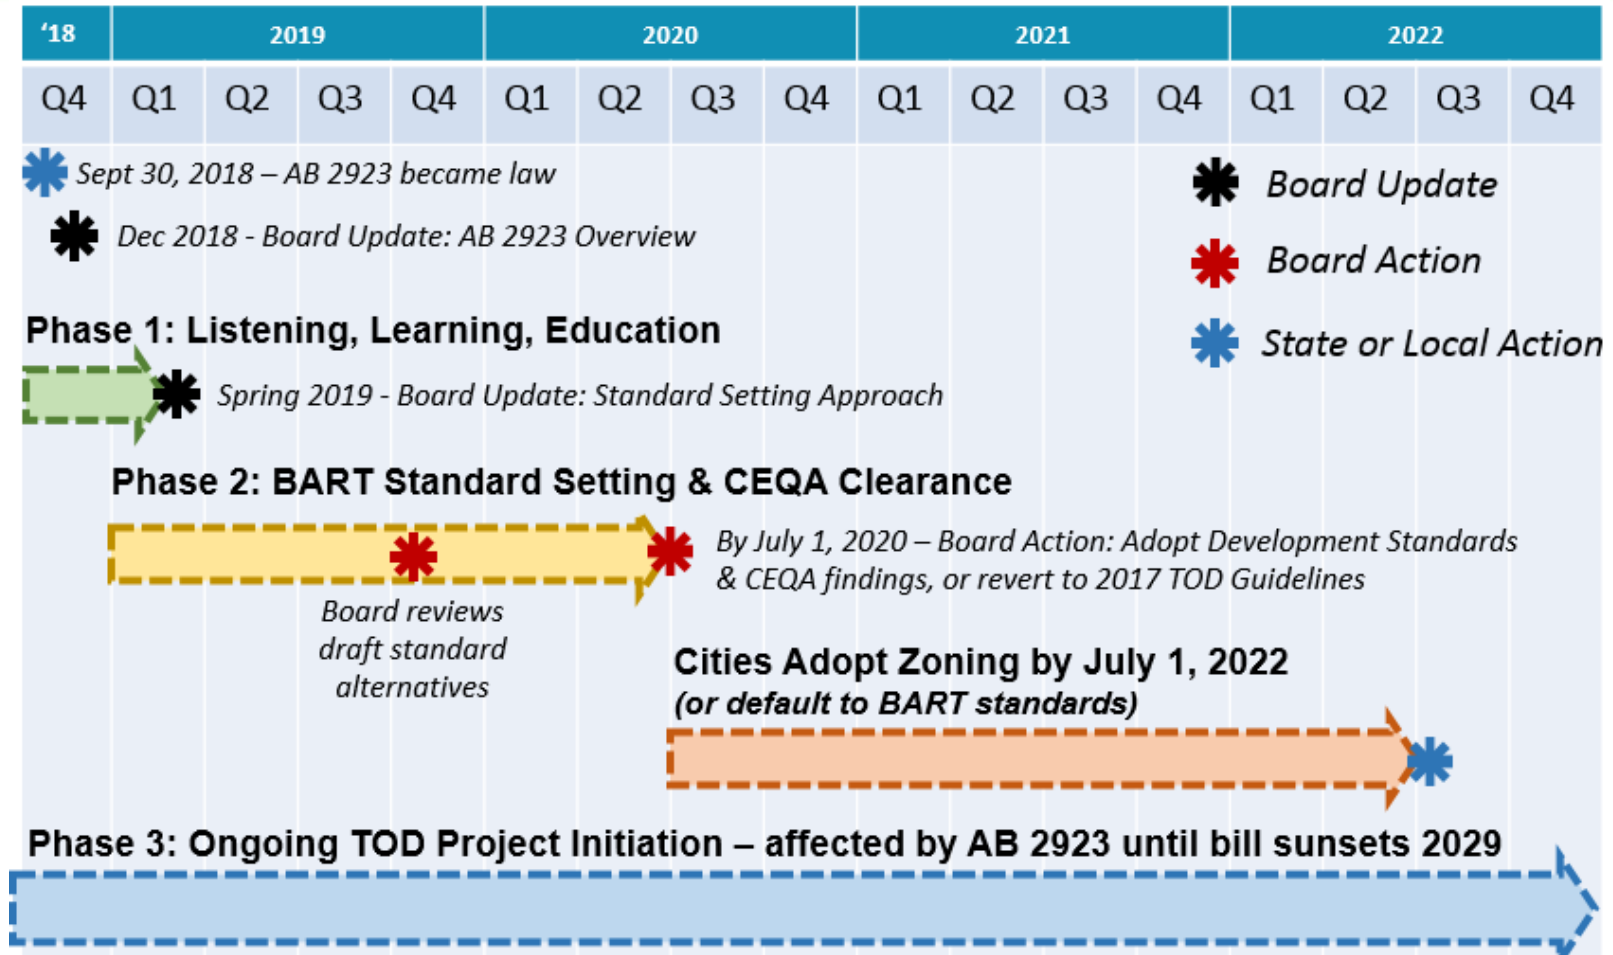 ‘18 2019 2020 2021 2022
Q4 Q1 Q2 Q3 Q4 Q1 Q2 Q3 Q4 Q1 Q2 Q3 Q4 Q1 Q2 Q3 Q4
Sept 30, 2018 – AB 2923 became law
Dec 2018 - Board Update: AB 2923 Overview
Board Update
Board Action
State or Local Action
Phase 1: Listening, Learning, Education
Spring 2019 - Board Update: Standard Setting Approach
Phase 2: BART Standard Setting & CEQA Clearance
By July 1, 2020 – Board Action: Adopt Development Standards
& CEQA findings, or revert to 2017 TOD Guidelines
Board reviews
draft standard
alternatives
Cities Adopt Zoning by July 1, 2022
(or default to BART standards)
Phase 3: Ongoing TOD Project Initiation – affected by AB 2923 until bill sunsets 2029